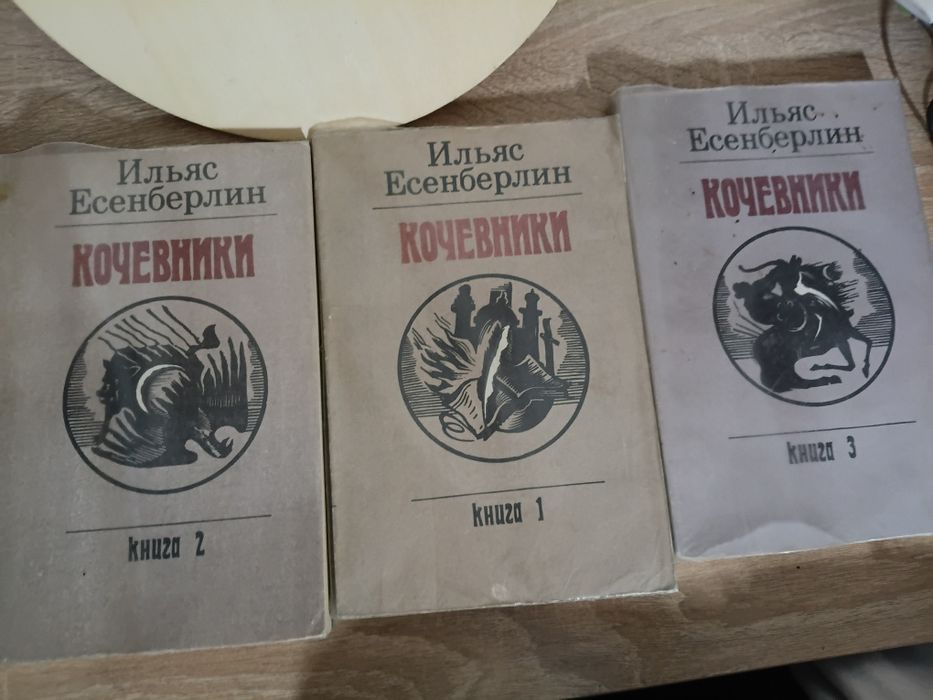 Ильяс
Есенберлин
КОЧЕВНИКИ
книга 2
Ильяс
Есенберлин
КОЧЕВНИКИ
книга 1
Ильяс
Есенберлин
КОЧЕВНИКИ
книга 3